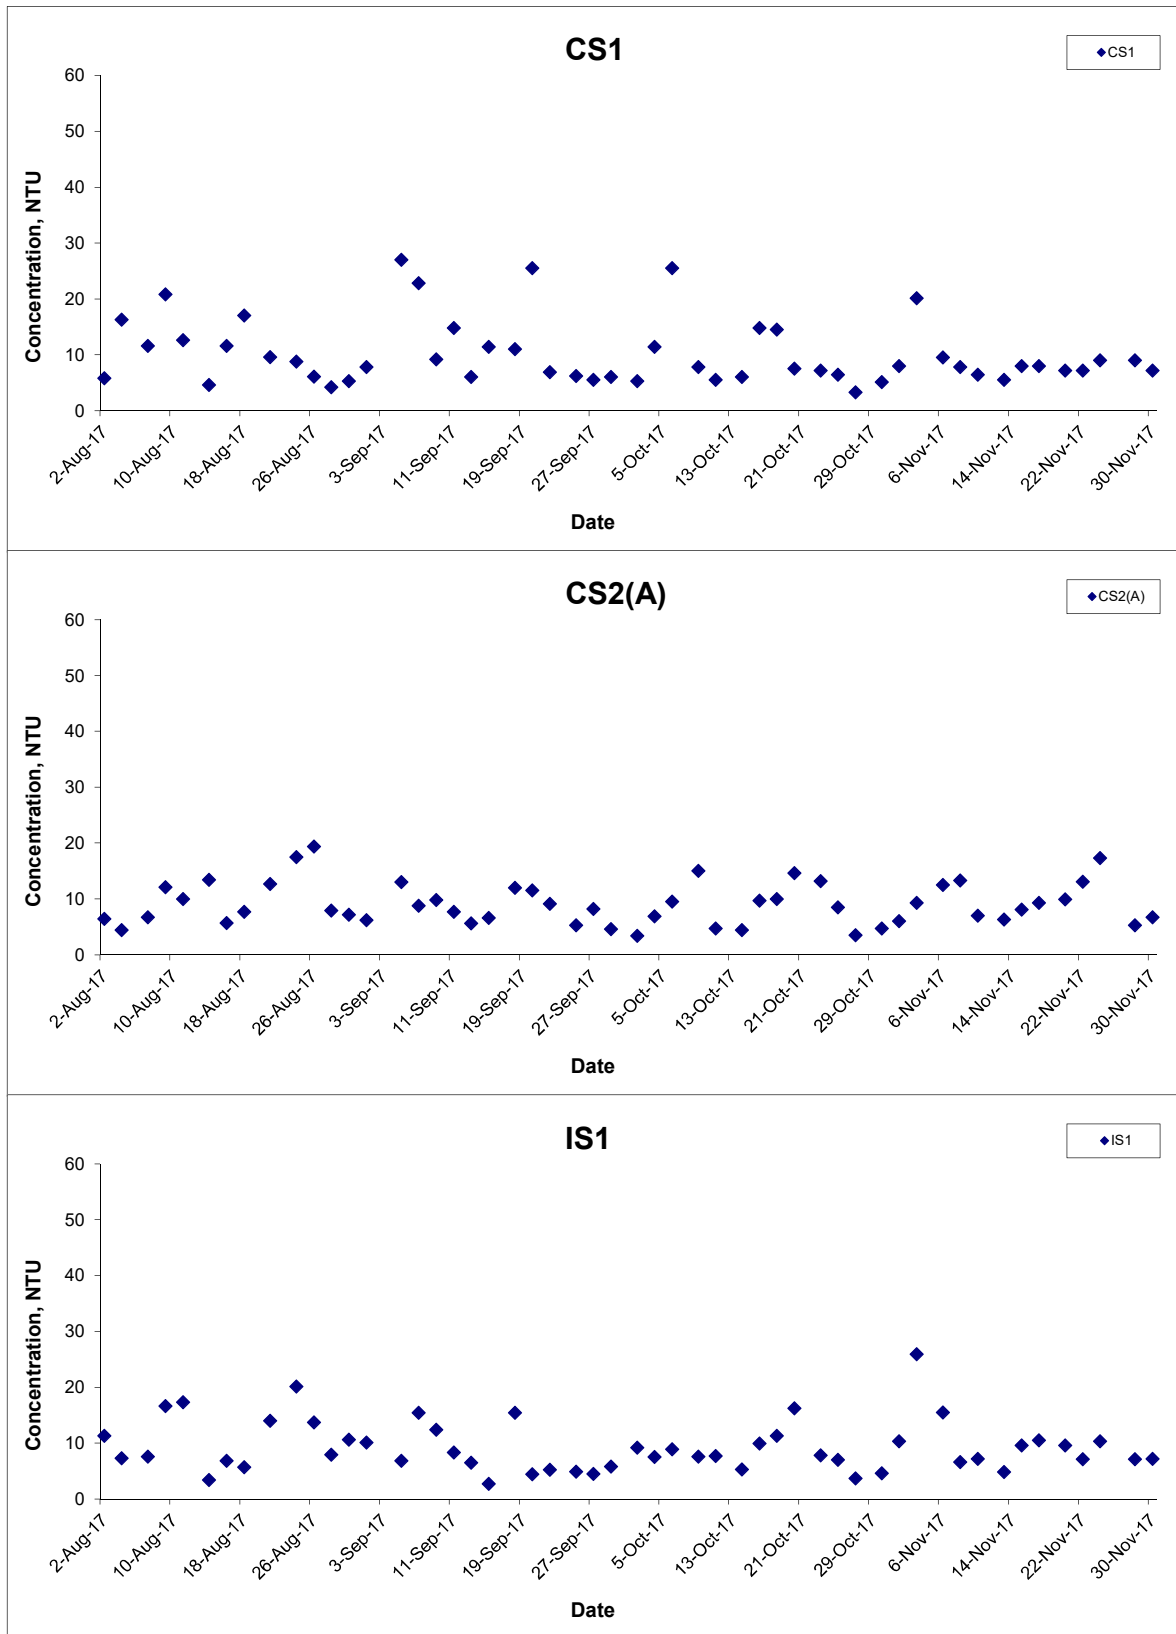 CS1
CS1
60
50
40
30
20
10
0
Concentration, NTU
2-Aug-17
10-Aug-17
18-Aug-17
26-Aug-17
3-Sep-17
11-Sep-17
19-Sep-17
27-Sep-17
5-Oct-17
13-Oct-17
21-Oct-17
29-Oct-17
6-Nov-17
14-Nov-17
22-Nov-17
30-Nov-17
Date
CS2(A)
CS2(A)
60
50
40
30
20
10
0
Concentration, NTU
2-Aug-17
10-Aug-17
18-Aug-17
26-Aug-17
3-Sep-17
11-Sep-17
19-Sep-17
27-Sep-17
5-Oct-17
13-Oct-17
21-Oct-17
29-Oct-17
6-Nov-17
14-Nov-17
22-Nov-17
30-Nov-17
Date
IS1
IS1
60
50
40
30
20
10
0
Concentration, NTU
2-Aug-17
10-Aug-17
18-Aug-17
26-Aug-17
3-Sep-17
11-Sep-17
19-Sep-17
27-Sep-17
5-Oct-17
13-Oct-17
21-Oct-17
29-Oct-17
6-Nov-17
14-Nov-17
22-Nov-17
30-Nov-17
Date